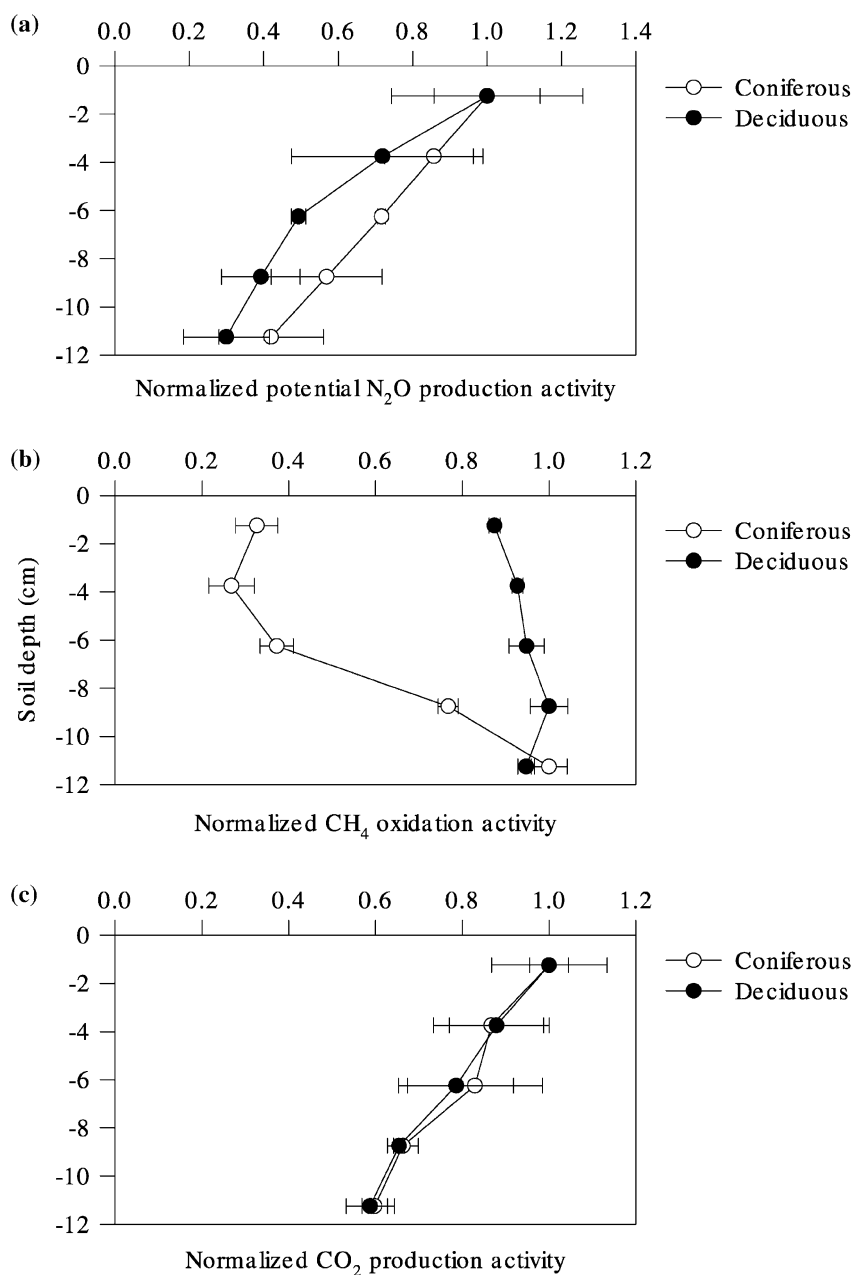 (a)
0.0 0.2 0.4 0.6 0.8 1.0 1.2 1.4
0
-2
-4
-6
-8
-10
-12
Coniferous
Deciduous
Normalized potential N₂O production activity
(b)
0.0 0.2 0.4 0.6 0.8 1.0 1.2
0
-2
-4
-6
-8
-10
-12
Soil depth (cm)
Coniferous
Deciduous
Normalized CH₄ oxidation activity
(c)
0.0 0.2 0.4 0.6 0.8 1.0 1.2
0
-2
-4
-6
-8
-10
-12
Coniferous
Deciduous
Normalized CO₂ production activity